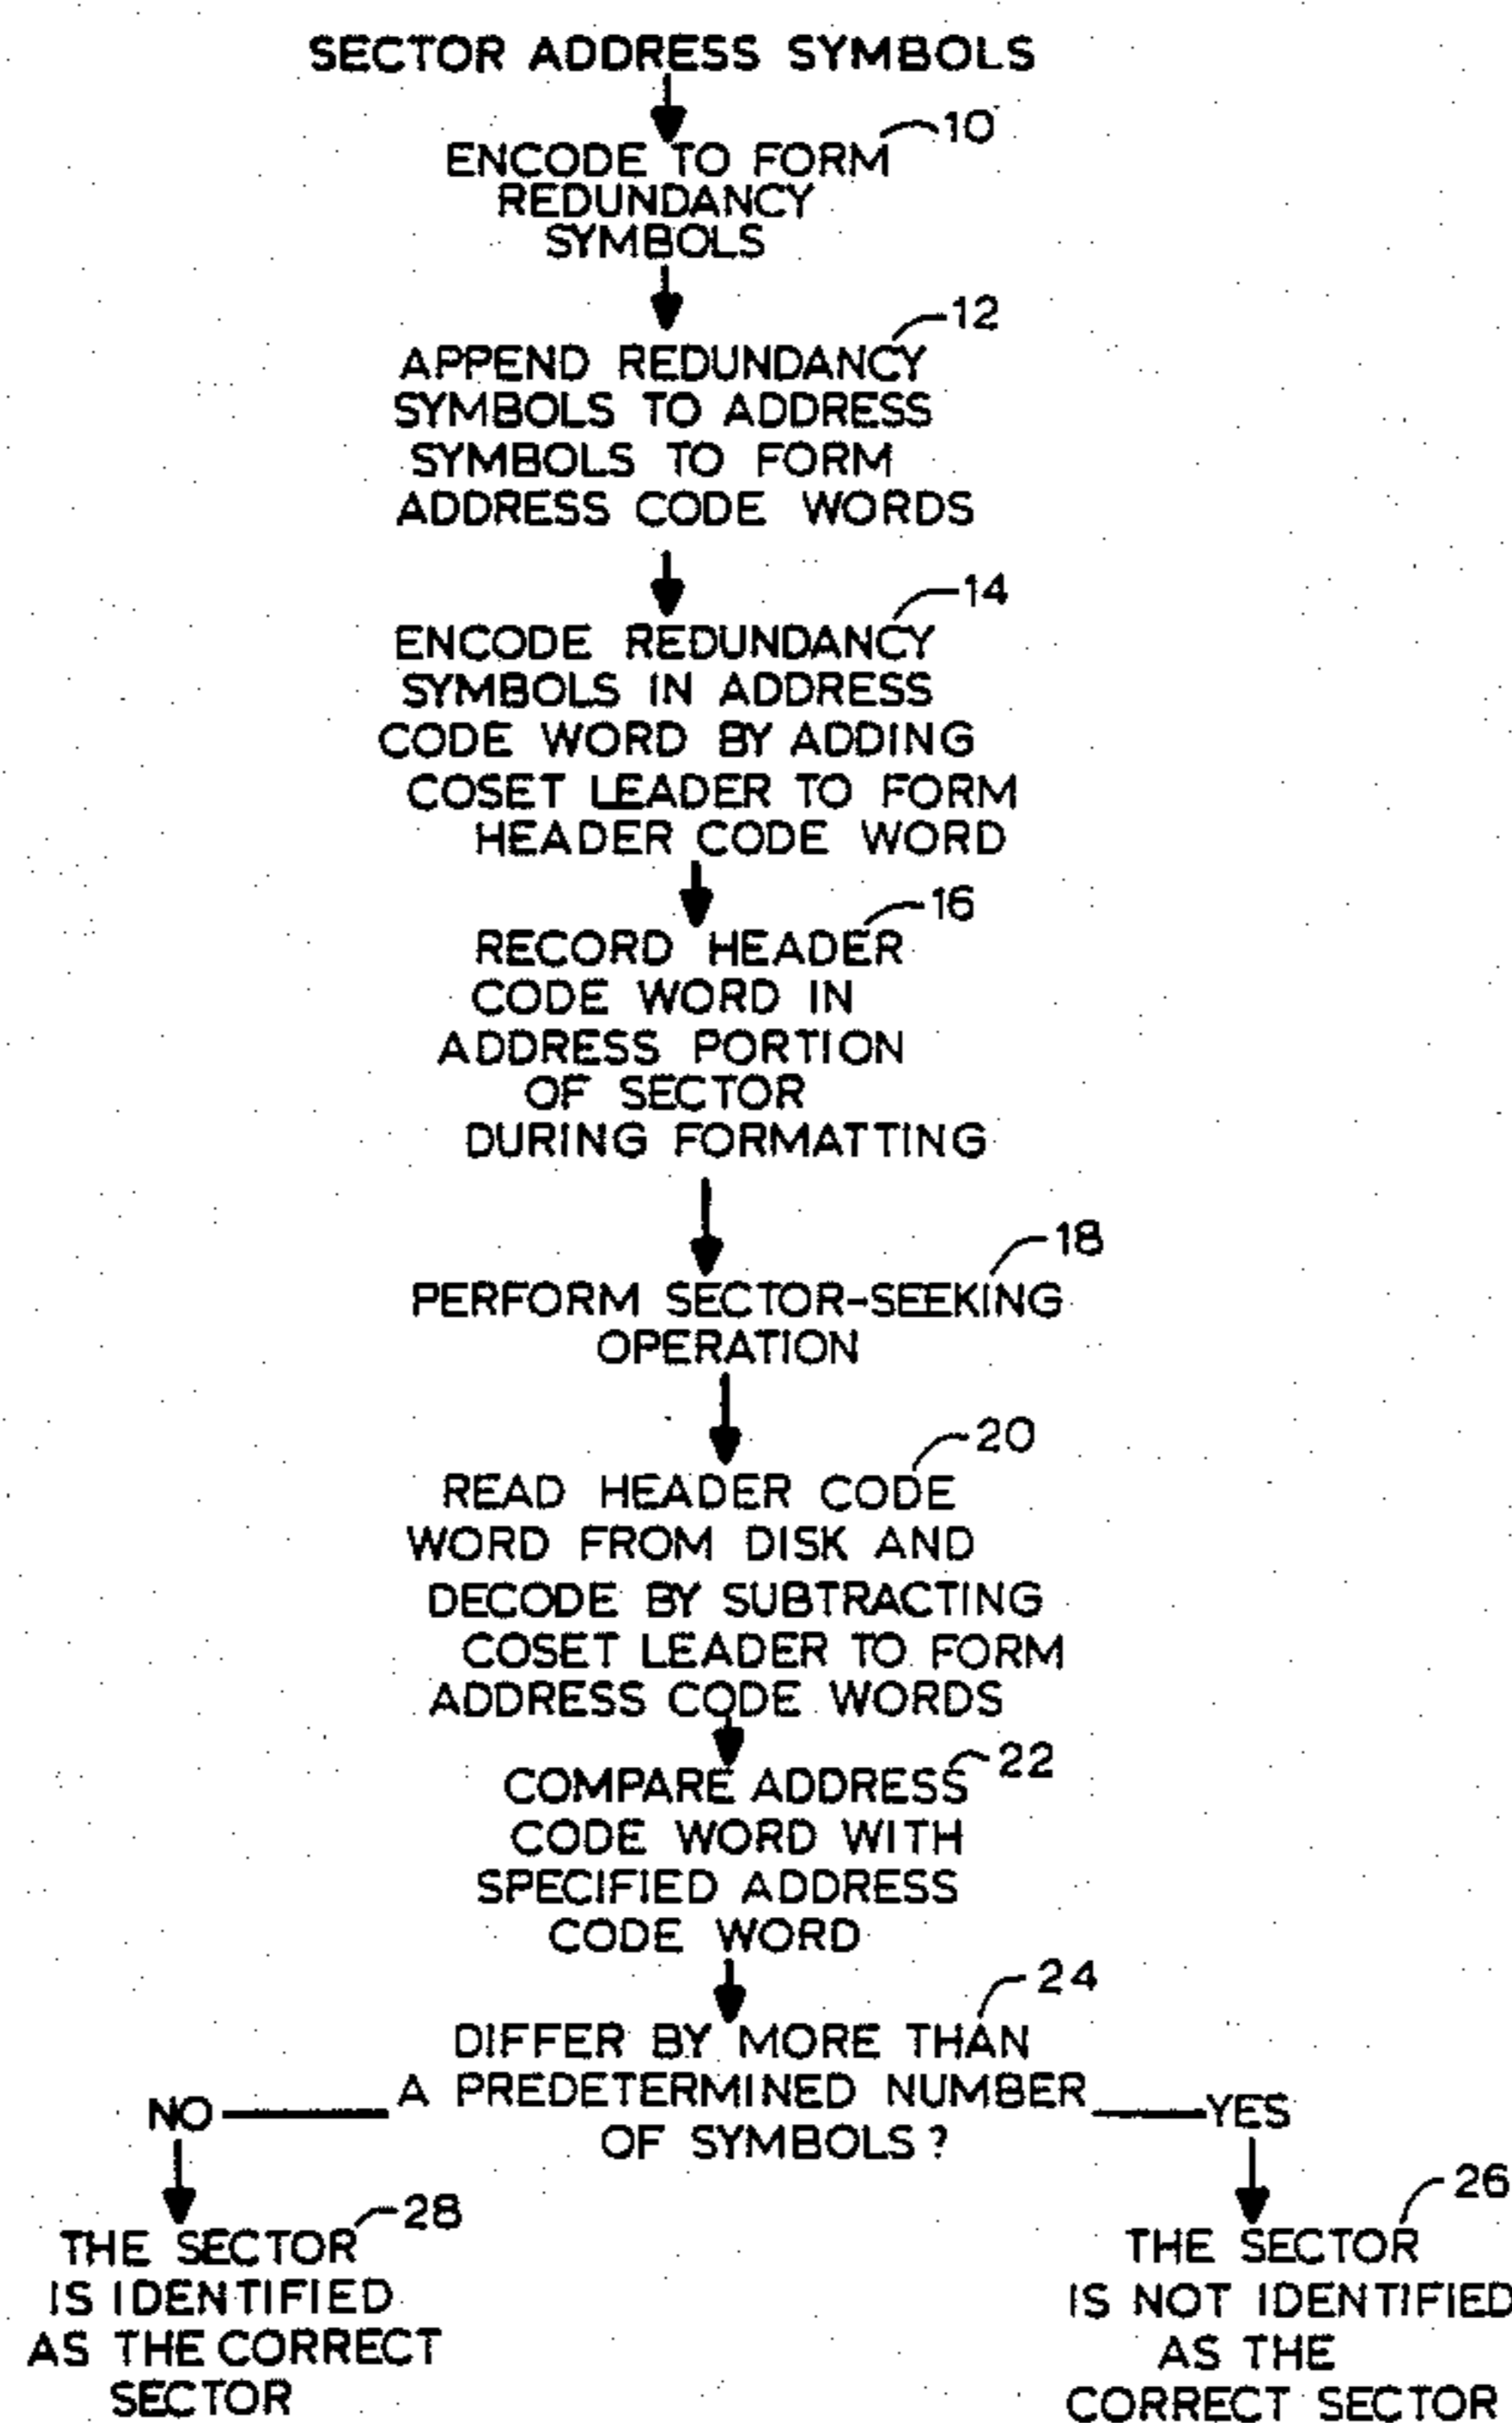 SECTOR ADDRESS SYMBOLS
10
ENCODE TO FORM
REDUNDANCY
SYMBOLS
12
APPEND REDUNDANCY
SYMBOLS TO ADDRESS
SYMBOLS TO FORM
ADDRESS CODE WORDS
14
ENCODE REDUNDANCY
SYMBOLS IN ADDRESS
CODE WORD BY ADDING
COSET LEADER TO FORM
HEADER CODE WORD
16
RECORD HEADER
CODE WORD IN
ADDRESS PORTION
OF SECTOR
DURING FORMATTING
18
PERFORM SECTOR-SEEKING
OPERATION
20
READ HEADER CODE
WORD FROM DISK AND
DECODE BY SUBTRACTING
COSET LEADER TO FORM
ADDRESS CODE WORDS
22
COMPARE ADDRESS
CODE WORD WITH
SPECIFIED ADDRESS
CODE WORD
24
DIFFER BY MORE THAN
A PREDETERMINED NUMBER
OF SYMBOLS?
NO
YES
28
THE SECTOR
IS IDENTIFIED
AS THE CORRECT
SECTOR
26
THE SECTOR
IS NOT IDENTIFIED
AS THE
CORRECT SECTOR